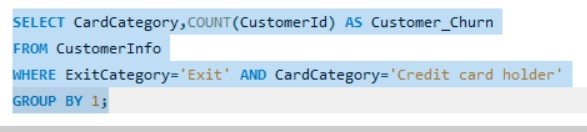 SELECT CardCategory,COUNT(CustomerId) AS Customer_Churn
FROM CustomerInfo
WHERE ExitCategory='Exit' AND CardCategory='Credit card holder'
GROUP BY 1;